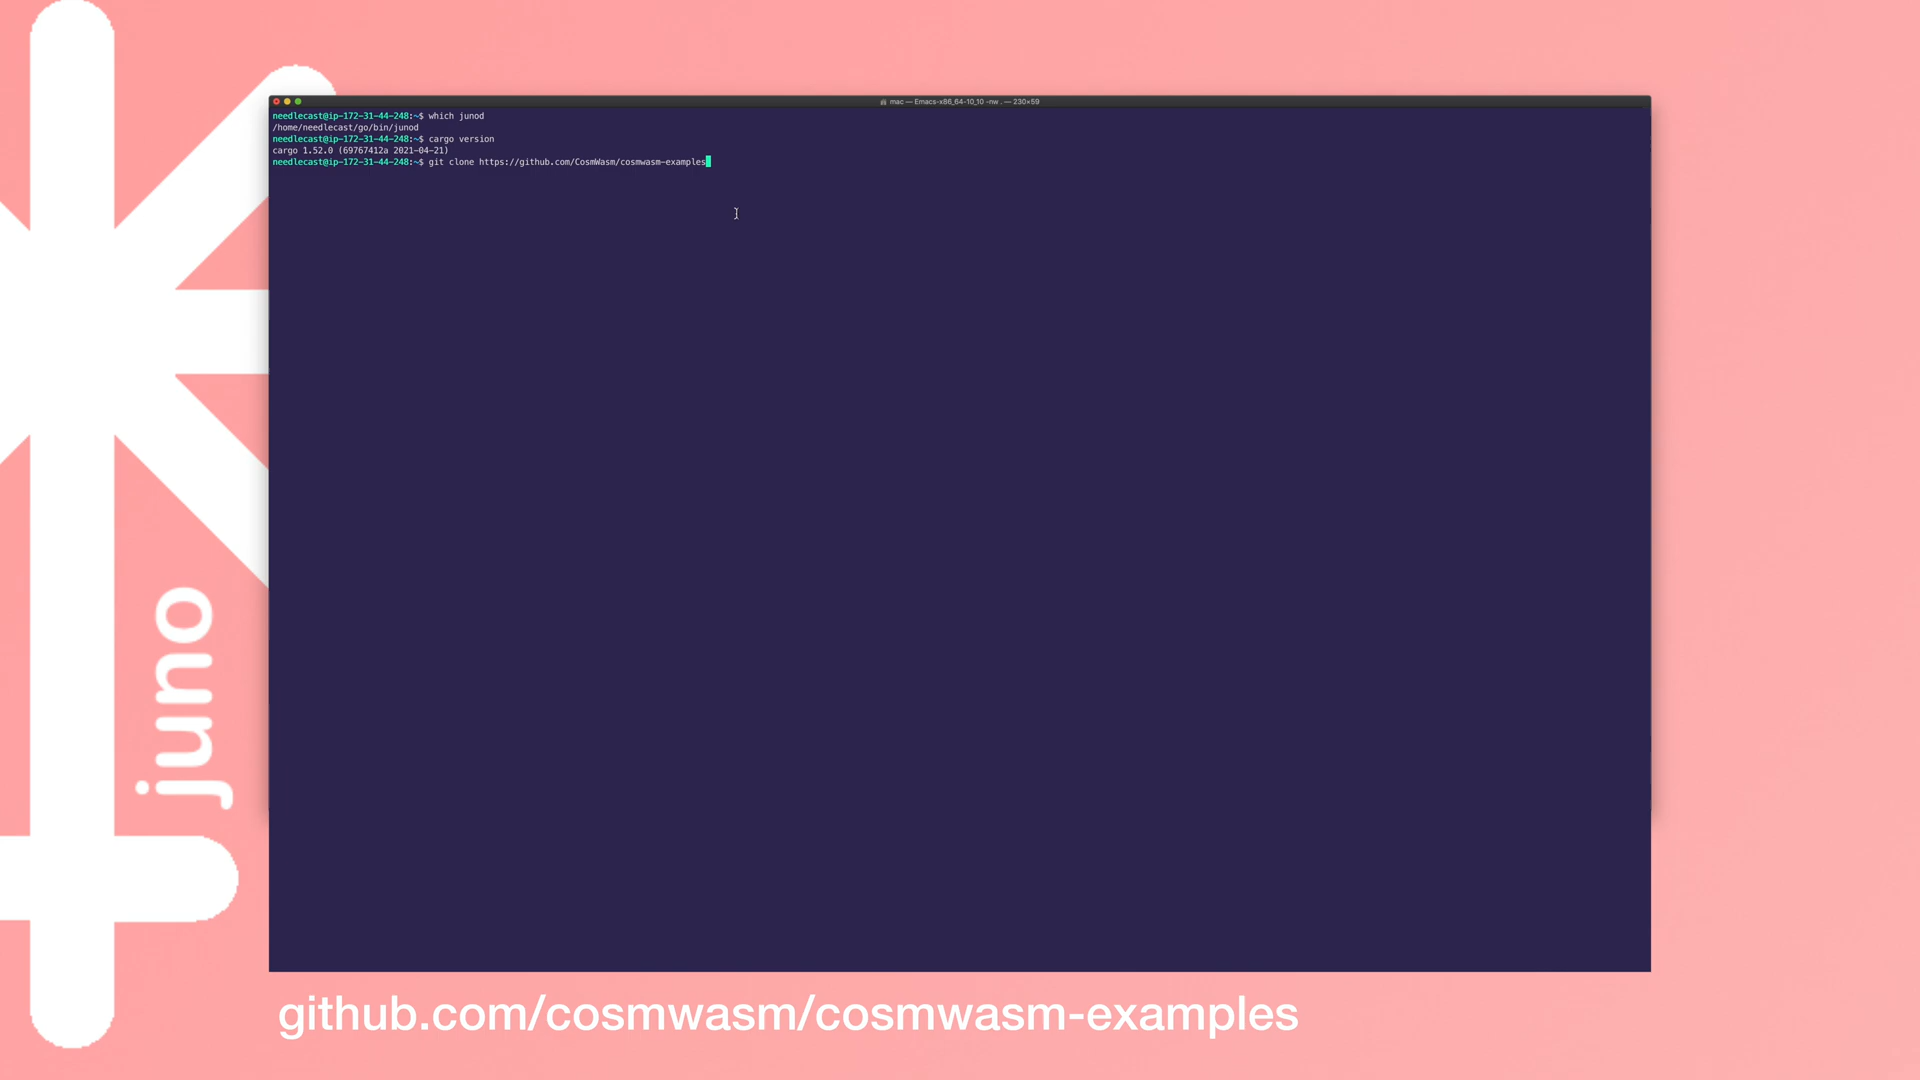 mac — Emacs-x86_64-10_10 -nw . — 230×59
needlecast@ip-172-31-44-248:~$ which junod
/home/needlecast/go/bin/junod
needlecast@ip-172-31-44-248:~$ cargo version
cargo 1.52.0 (69767412a 2021-04-21)
needlecast@ip-172-31-44-248:~$ git clone https://github.com/CosmWasm/cosmwasm-examples
juno
github.com/cosmwasm/cosmwasm-examples